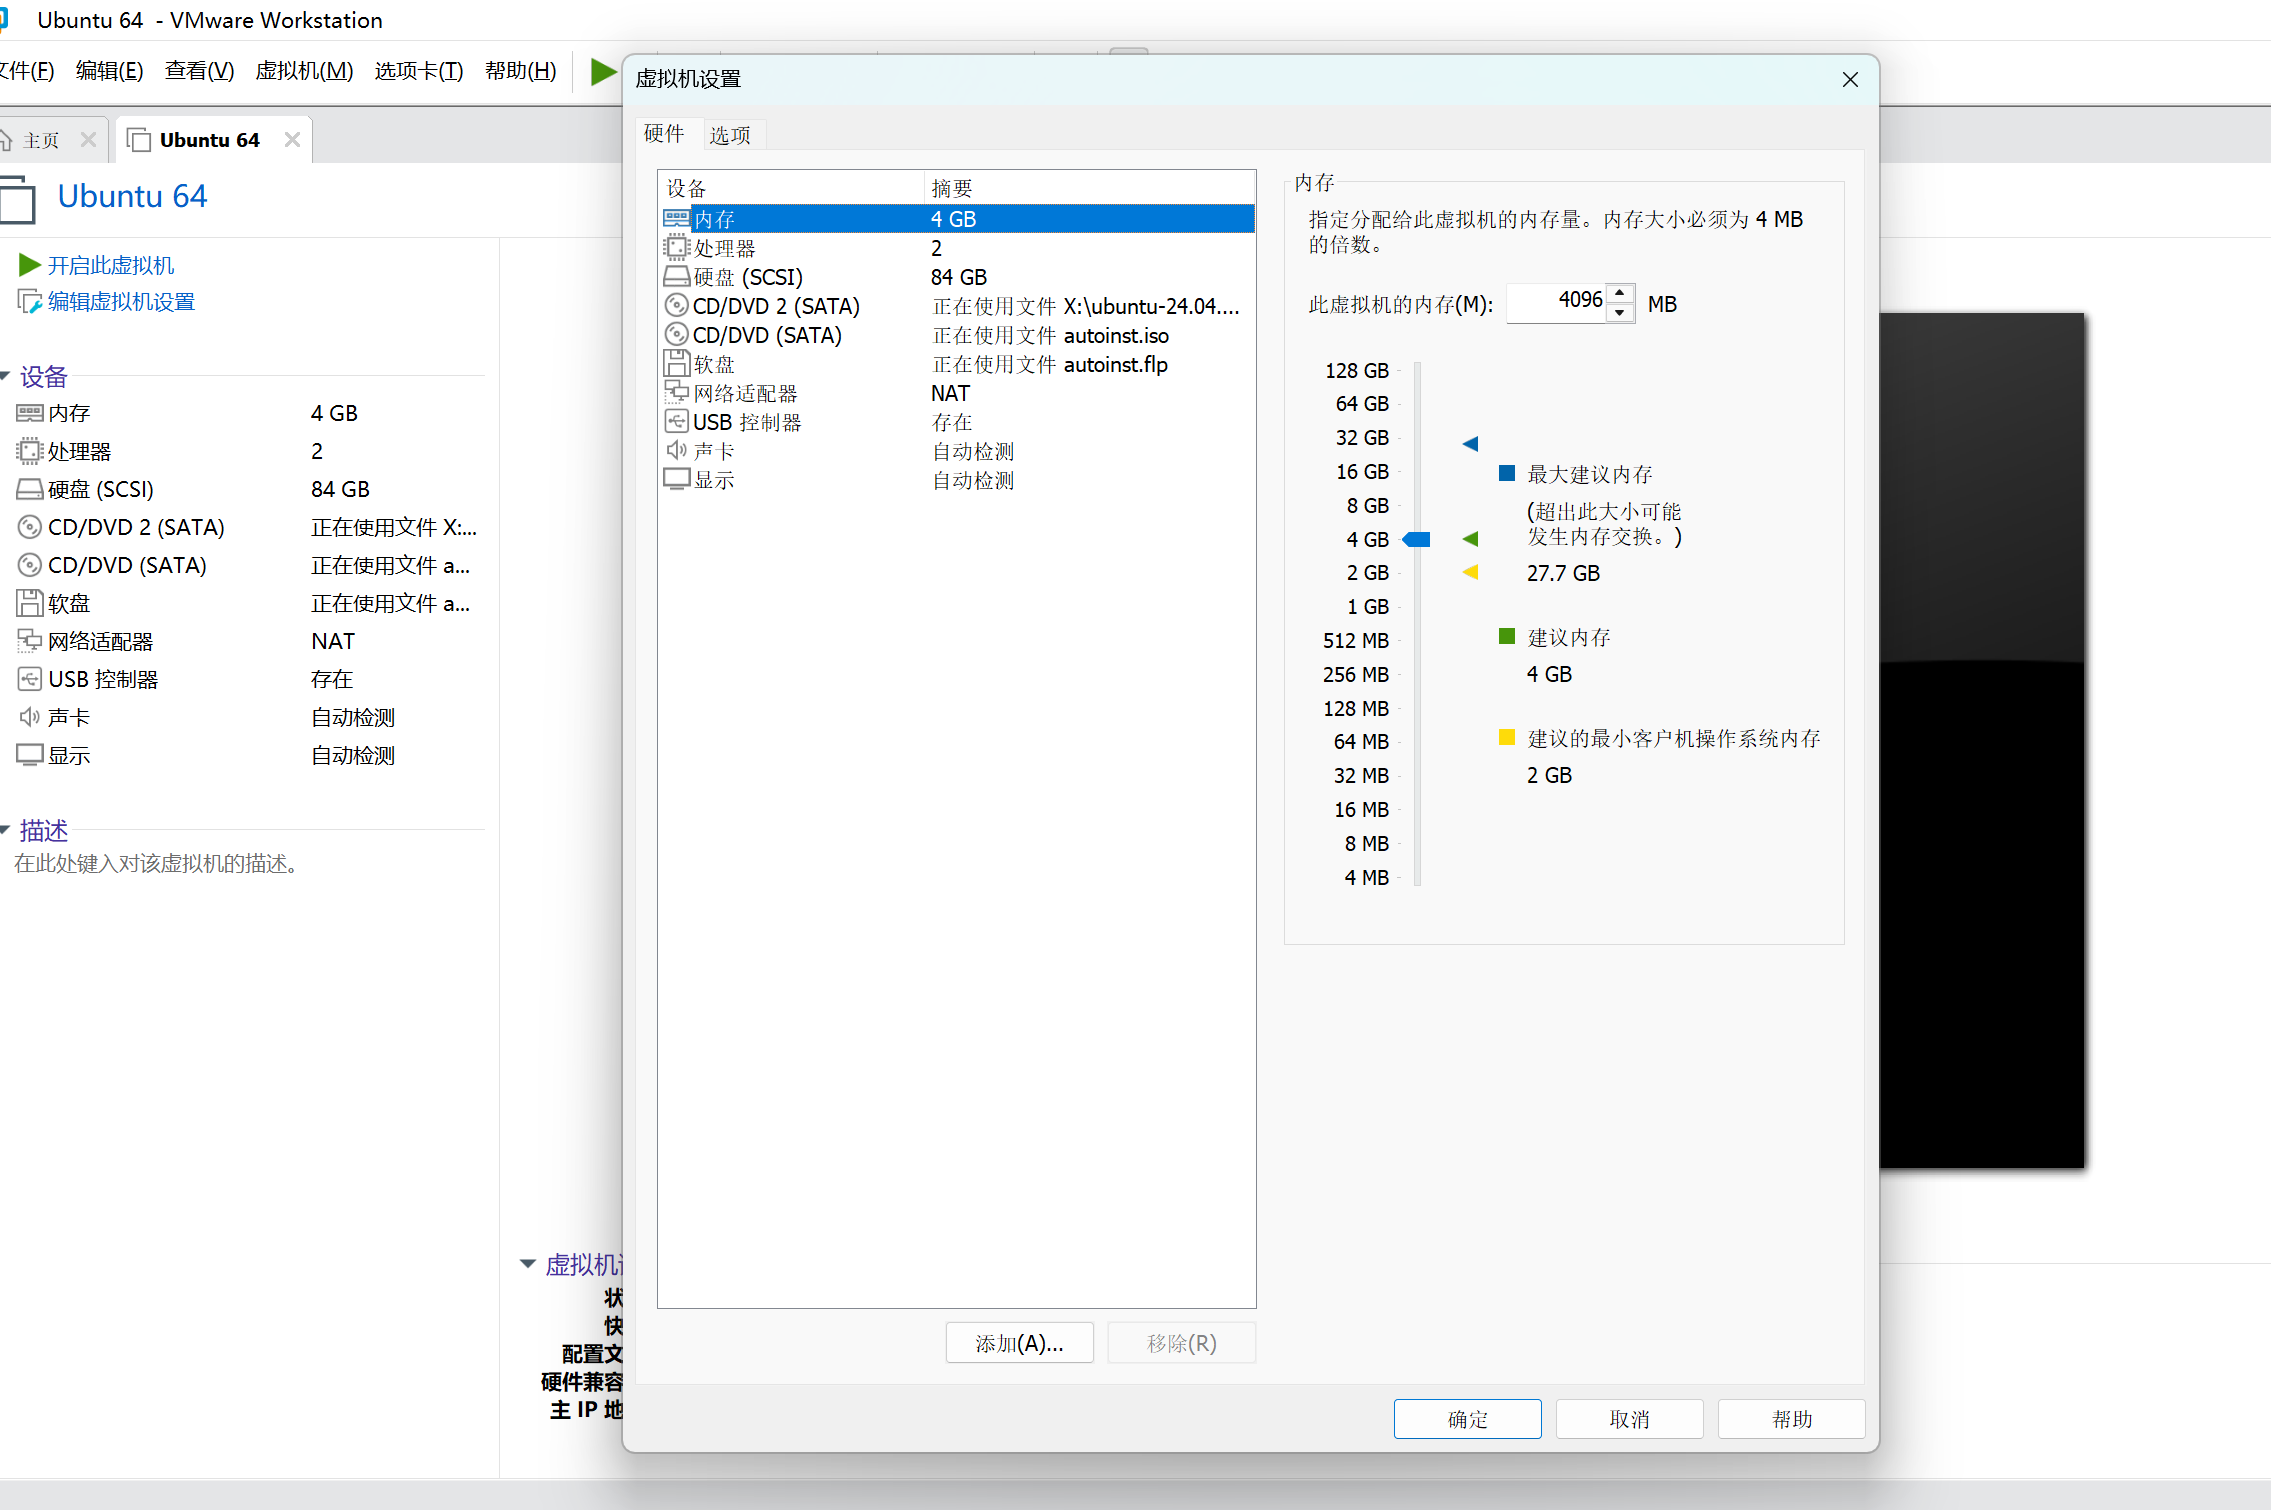 Ubuntu 64 - VMware Workstation
文件(F) 编辑(E) 查看(V) 虚拟机(M) 选项卡(T) 帮助(H)
主页
Ubuntu 64
Ubuntu 64
开启此虚拟机
编辑虚拟机设置
设备
内存 4 GB
处理器 2
硬盘 (SCSI) 84 GB
CD/DVD 2 (SATA) 正在使用文件 X:...
CD/DVD (SATA) 正在使用文件 a...
软盘 正在使用文件 a...
网络适配器 NAT
USB 控制器 存在
声卡 自动检测
显示 自动检测
描述
在此处键入对该虚拟机的描述。
虚拟机
状
快
配置文
硬件兼容
主 IP 地
虚拟机设置
硬件 选项
设备 摘要
内存 4 GB
处理器 2
硬盘 (SCSI) 84 GB
CD/DVD 2 (SATA) 正在使用文件 X:\ubuntu-24.04....
CD/DVD (SATA) 正在使用文件 autoinst.iso
软盘 正在使用文件 autoinst.flp
网络适配器 NAT
USB 控制器 存在
声卡 自动检测
显示 自动检测
添加(A)... 移除(R)
内存
指定分配给此虚拟机的内存量。内存大小必须为 4 MB
的倍数。
此虚拟机的内存(M): 4096 MB
128 GB
64 GB
32 GB
16 GB
8 GB
4 GB
2 GB
1 GB
512 MB
256 MB
128 MB
64 MB
32 MB
16 MB
8 MB
4 MB
最大建议内存
(超出此大小可能
发生内存交换。)
27.7 GB
建议内存
4 GB
建议的最小客户机操作系统内存
2 GB
确定 取消 帮助